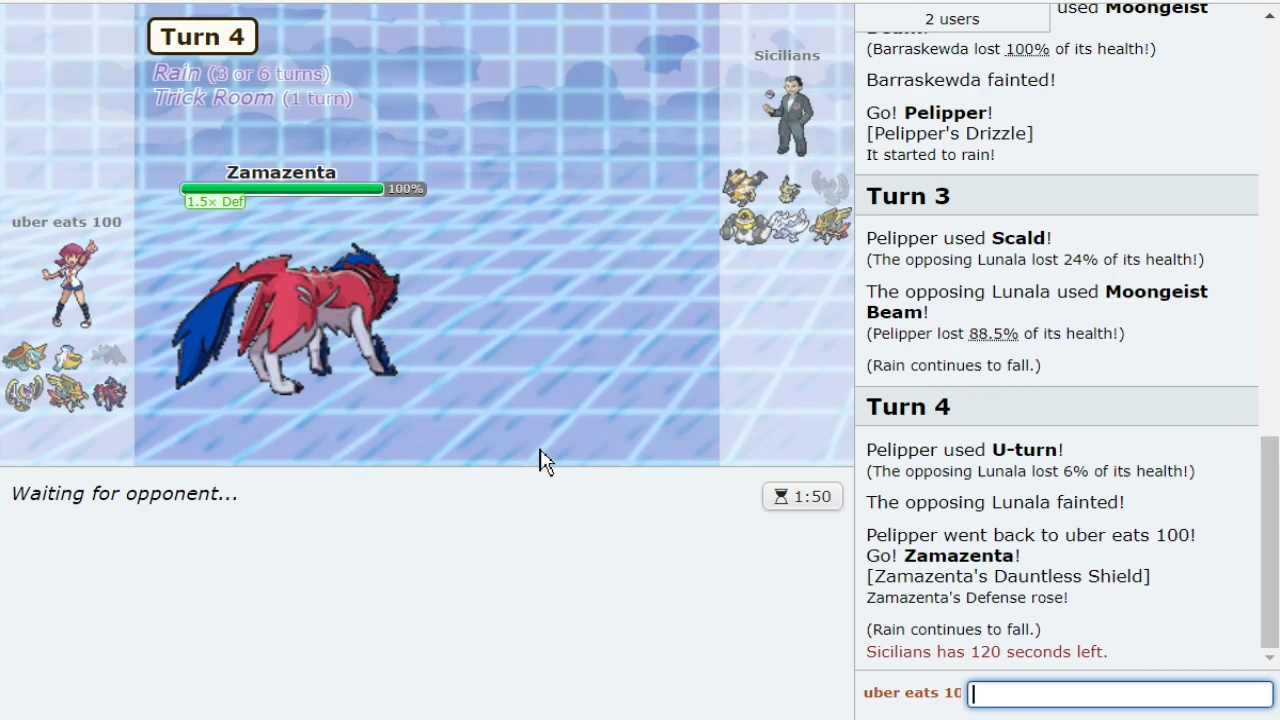 Turn 4
Rain (3 or 6 turns)
Trick Room (1 turn)
Zamazenta
100%
1.5× Def
uber eats 100
Sicilians
Waiting for opponent...
1:50
2 users
used Moongeist
(Barraskewda lost 100% of its health!)
Barraskewda fainted!
Go! Pelipper!
[Pelipper's Drizzle]
It started to rain!
Turn 3
Pelipper used Scald!
(The opposing Lunala lost 24% of its health!)
The opposing Lunala used Moongeist
Beam!
(Pelipper lost 88.5% of its health!)
(Rain continues to fall.)
Turn 4
Pelipper used U-turn!
(The opposing Lunala lost 6% of its health!)
The opposing Lunala fainted!
Pelipper went back to uber eats 100!
Go! Zamazenta!
[Zamazenta's Dauntless Shield]
Zamazenta's Defense rose!
(Rain continues to fall.)
Sicilians has 120 seconds left.
uber eats 10